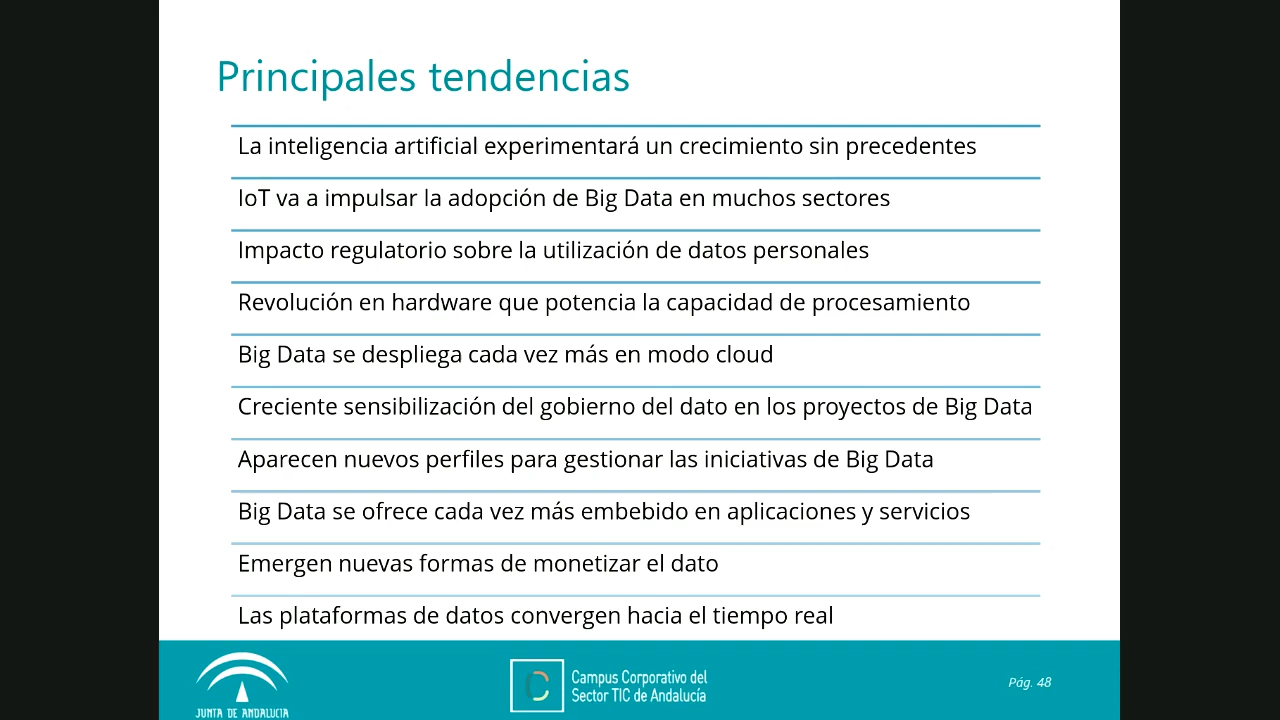 Principales tendencias
La inteligencia artificial experimentará un crecimiento sin precedentes
IoT va a impulsar la adopción de Big Data en muchos sectores
Impacto regulatorio sobre la utilización de datos personales
Revolución en hardware que potencia la capacidad de procesamiento
Big Data se despliega cada vez más en modo cloud
Creciente sensibilización del gobierno del dato en los proyectos de Big Data
Aparecen nuevos perfiles para gestionar las iniciativas de Big Data
Big Data se ofrece cada vez más embebido en aplicaciones y servicios
Emergen nuevas formas de monetizar el dato
Las plataformas de datos convergen hacia el tiempo real
JUNTA DE ANDALUCIA
C
Campus Corporativo del
Sector TIC de Andalucía
Pág. 48